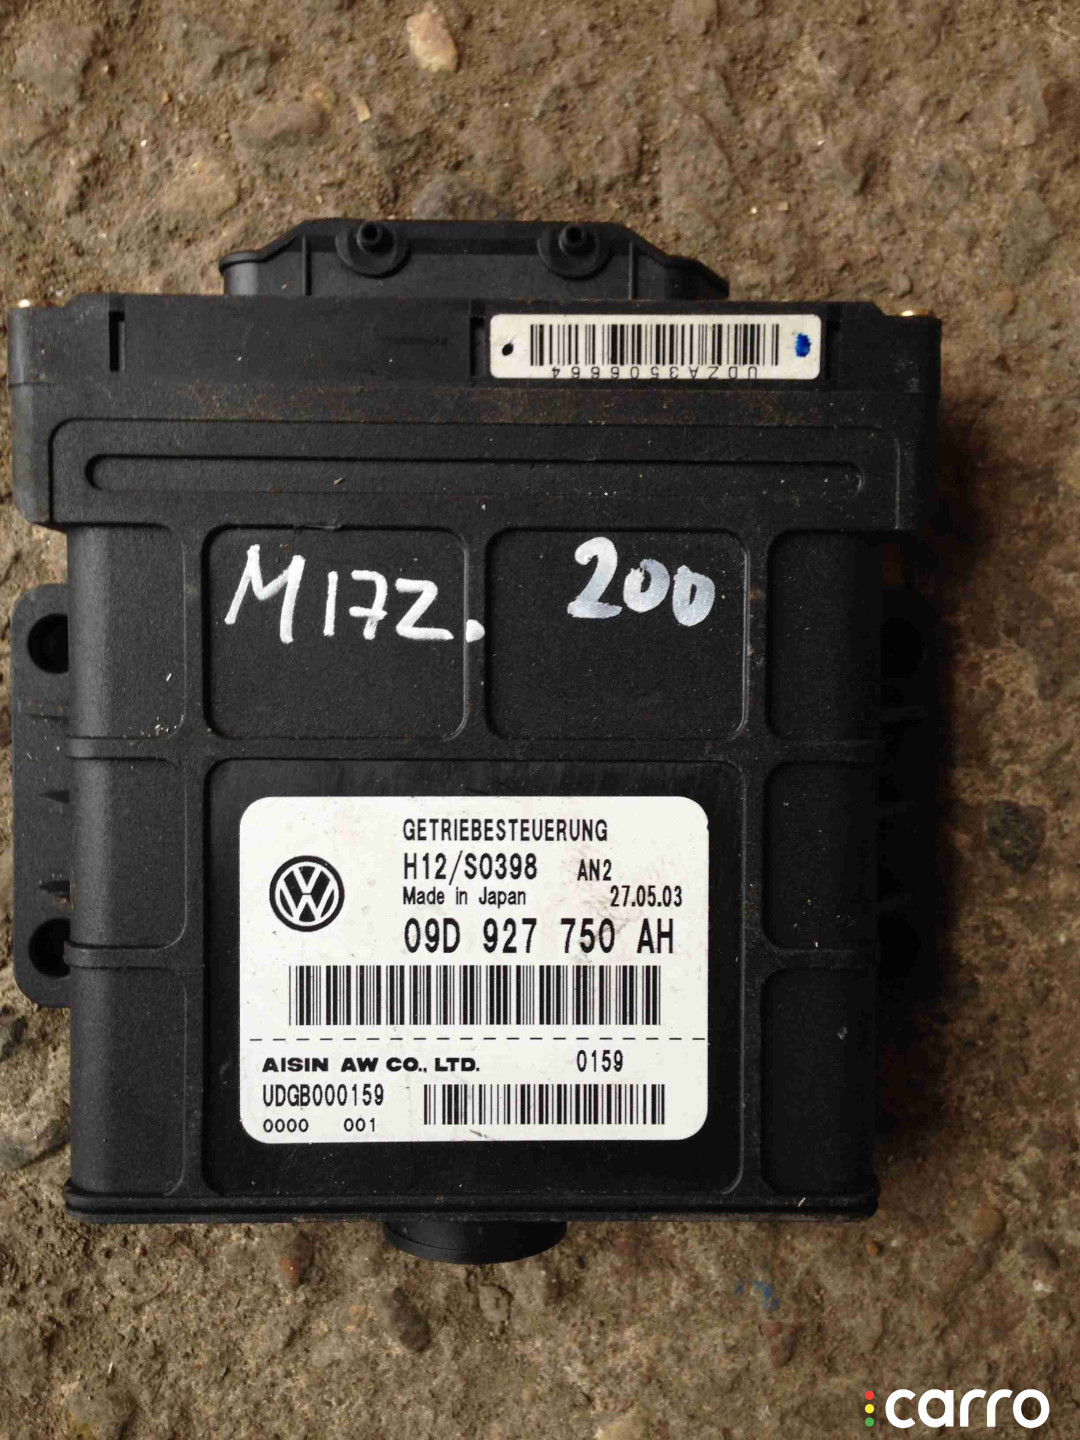 UDZA3506664
M17Z. 200
GETRIEBESTEUERUNG
H12/S0398 AN2
Made in Japan 27.05.03
09D 927 750 AH
AISIN AW CO., LTD. 0159
UDGB000159
0000 001
carro